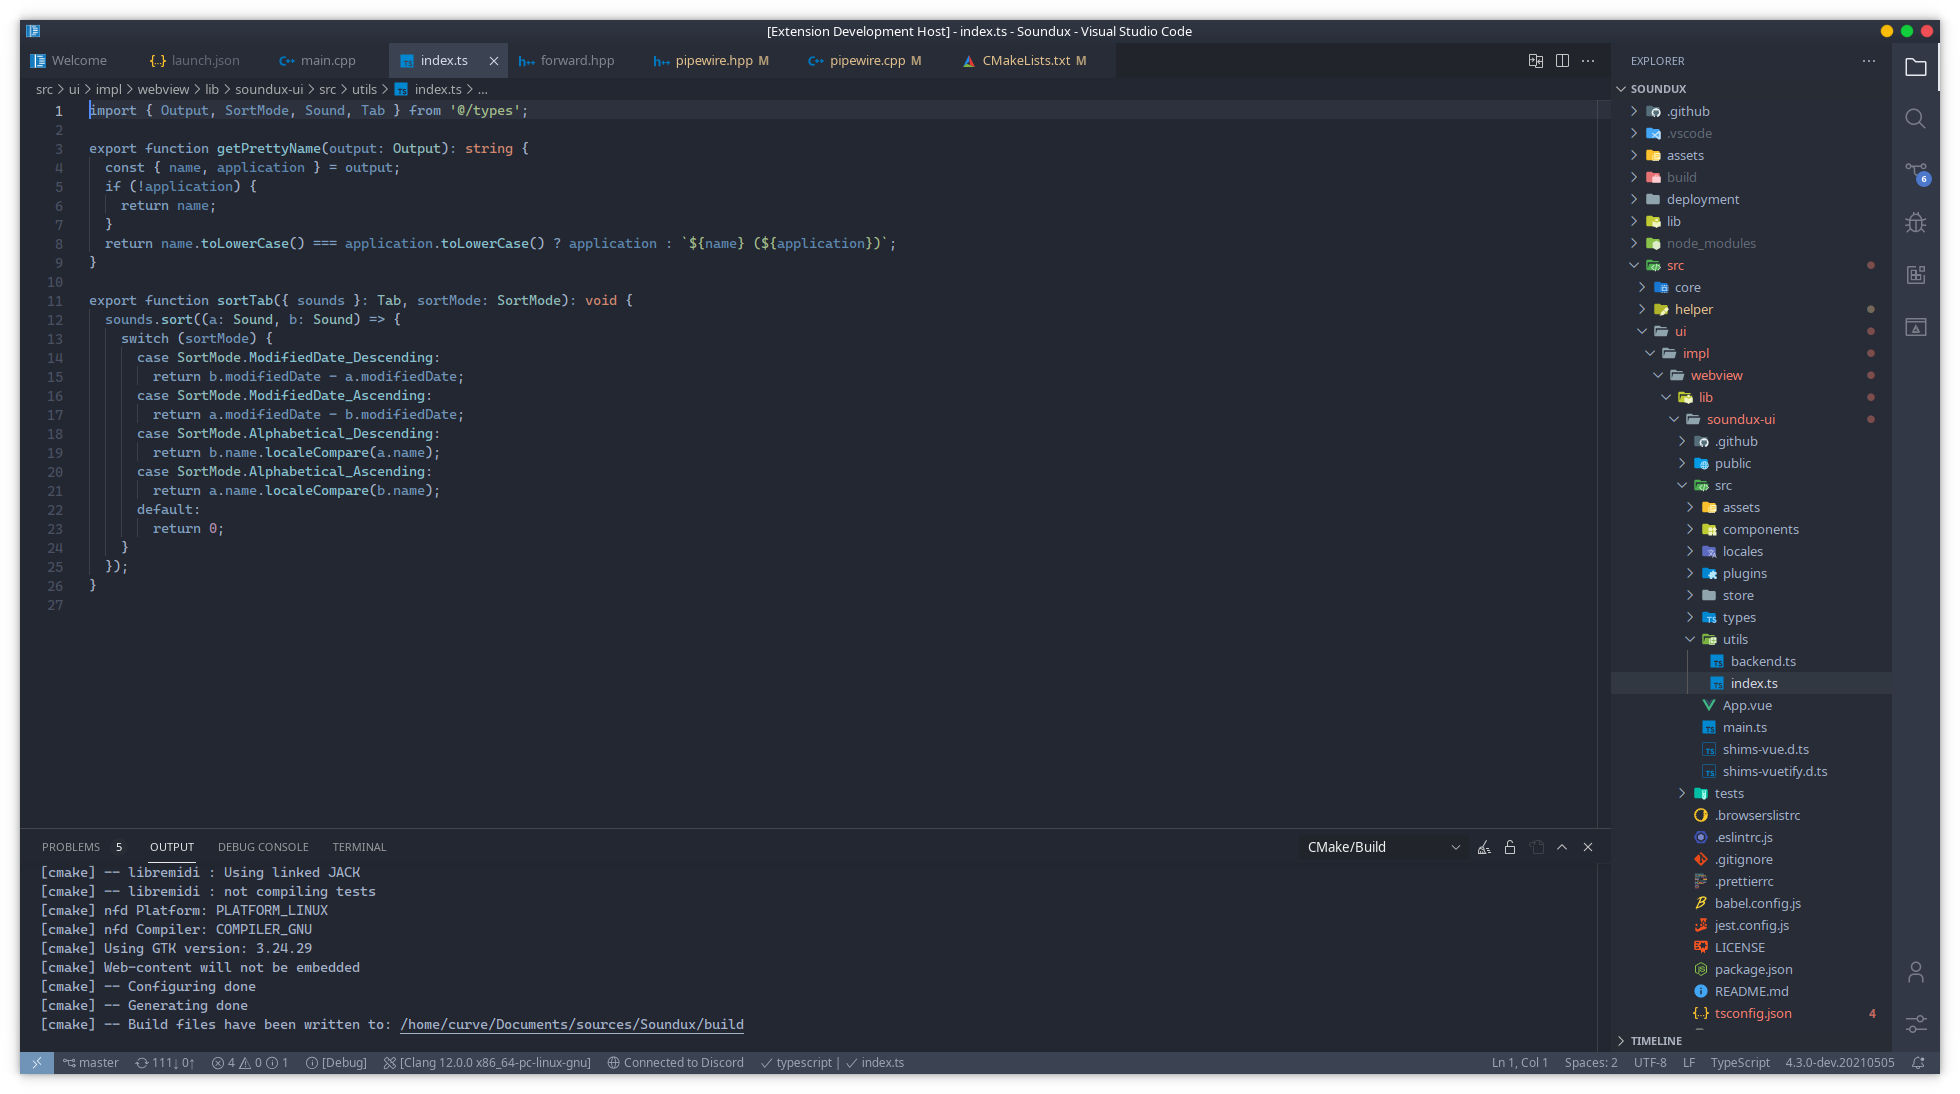 [Extension Development Host] - index.ts - Soundux - Visual Studio Code
Welcome launch.json main.cpp index.ts forward.hpp pipewire.hpp M pipewire.cpp M CMakeLists.txt M
src > ui > impl > webview > lib > soundux-ui > src > utils > index.ts > ...
1 import { Output, SortMode, Sound, Tab } from '@/types';
2
3 export function getPrettyName(output: Output): string {
4 const { name, application } = output;
5 if (!application) {
6 return name;
7 }
8 return name.toLowerCase() === application.toLowerCase() ? application : `${name} (${application})`;
9 }
10
11 export function sortTab({ sounds }: Tab, sortMode: SortMode): void {
12 sounds.sort((a: Sound, b: Sound) => {
13 switch (sortMode) {
14 case SortMode.ModifiedDate_Descending:
15 return b.modifiedDate - a.modifiedDate;
16 case SortMode.ModifiedDate_Ascending:
17 return a.modifiedDate - b.modifiedDate;
18 case SortMode.Alphabetical_Descending:
19 return b.name.localeCompare(a.name);
20 case SortMode.Alphabetical_Ascending:
21 return a.name.localeCompare(b.name);
22 default:
23 return 0;
24 }
25 });
26 }
27
PROBLEMS 5 OUTPUT DEBUG CONSOLE TERMINAL CMake/Build
[cmake] -- libremidi : Using linked JACK
[cmake] -- libremidi : not compiling tests
[cmake] nfd Platform: PLATFORM_LINUX
[cmake] nfd Compiler: COMPILER_GNU
[cmake] Using GTK version: 3.24.29
[cmake] Web-content will not be embedded
[cmake] -- Configuring done
[cmake] -- Generating done
[cmake] -- Build files have been written to: /home/curve/Documents/sources/Soundux/build
EXPLORER
SOUNDUX
.github
.vscode
assets
build
deployment
lib
node_modules
src
core
helper
ui
impl
webview
lib
soundux-ui
.github
public
src
assets
components
locales
plugins
store
types
utils
backend.ts
index.ts
App.vue
main.ts
shims-vue.d.ts
shims-vuetify.d.ts
tests
.browserslistrc
.eslintrc.js
.gitignore
.prettierrc
babel.config.js
jest.config.js
LICENSE
package.json
README.md
tsconfig.json 4
TIMELINE
6
master 111↓ 0↑ 4 0 1 [Debug] [Clang 12.0.0 x86_64-pc-linux-gnu] Connected to Discord typescript | index.ts Ln 1, Col 1 Spaces: 2 UTF-8 LF TypeScript 4.3.0-dev.20210505